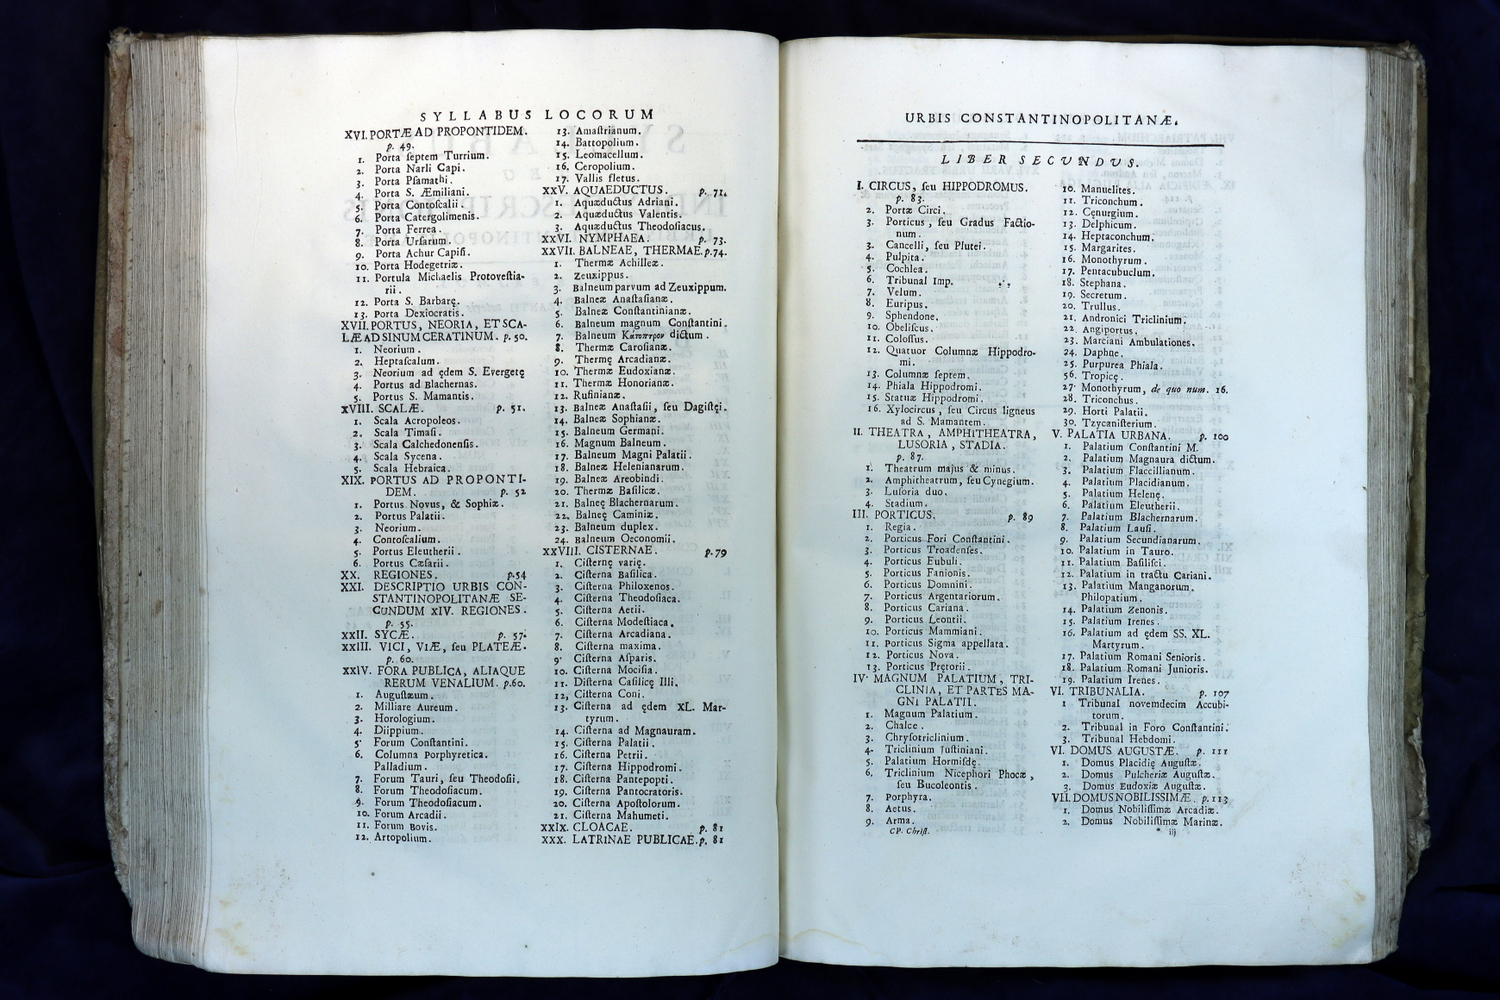 SYLLABUS LOCORUM
XVI. PORTÆ AD PROPONTIDEM.
p. 49.
1. Porta ſeptem Turrium.
2. Porta Narli Capi.
3. Porta Pſamathi.
4. Porta S. Æmiliani.
5. Porta Contoſcalii.
6. Porta Catergolimenis.
7. Porta Ferrea.
8. Porta Urſarum.
9. Porta Achur Capiſi.
10. Porta Hodegetriæ.
11. Portula Michaelis Protoveſtia-
rii.
12. Porta S. Barbarę.
13. Porta Dexiocratis.
XVII. PORTUS, NEORIA, ET SCA-
LÆ AD SINUM CERATINUM. p. 50.
1. Neorium.
2. Heptaſcalum.
3. Neorium ad ędem S. Evergetę
4. Portus ad Blachernas.
5. Portus S. Mamantis.
XVIII. SCALÆ. p. 51.
1. Scala Acropoleos.
2. Scala Timaſi.
3. Scala Calchedonenſis.
4. Scala Sycena.
5. Scala Hebraica.
XIX. PORTUS AD PROPONTI-
DEM. p. 52
1. Portus Novus, & Sophiæ.
2. Portus Palatii.
3. Neorium.
4. Contoſcalium.
5. Portus Eleutherii.
6. Portus Cæſarii.
XX. REGIONES. p. 54
XXI. DESCRIPTIO URBIS CON-
STANTINOPOLITANÆ SE-
CUNDUM XIV. REGIONES.
p. 55.
XXII. SYCÆ. p. 57.
XXIII. VICI, VIÆ, ſeu PLATEÆ.
p. 60.
XXIV. FORA PUBLICA, ALIAQUE
RERUM VENALIUM. p. 60.
1. Auguſtæum.
2. Milliare Aureum.
3. Horologium.
4. Diippium.
5. Forum Conſtantini.
6. Columna Porphyretica.
Palladium.
7. Forum Tauri, ſeu Theodoſii.
8. Forum Theodoſiacum.
9. Forum Theodoſacum.
10. Forum Arcadii.
11. Forum Bovis.
12. Artopolium.
13. Amaſtrianum.
14. Battopolium.
15. Leomacellum.
16. Ceropolium.
17. Vallis fletus.
XXV. AQUAEDUCTUS. p. 71.
1. Aquæductus Adriani.
2. Aquæductus Valentis.
3. Aquæductus Theodoſiacus.
XXVI. NYMPHAEA. p. 73.
XXVII. BALNEAE, THERMAE. p. 74.
1. Thermæ Achilleæ.
2. Zeuxippus.
3. Balneum parvum ad Zeuxippum.
4. Balneæ Anaſtaſianæ.
5. Balneæ Conſtantinianæ.
6. Balneum magnum Conſtantini.
7. Balneum Κάτοπτρον dictum.
8. Thermæ Caroſianæ.
9. Thermę Arcadianæ.
10. Thermæ Eudoxianæ.
11. Thermæ Honorianæ.
12. Rufinianæ.
13. Balneæ Anaſtaſii, ſeu Dagiſtęi.
14. Balneæ Sophianæ.
15. Balneum Germani.
16. Magnum Balneum.
17. Balneum Magni Palatii.
18. Balneæ Helenianarum.
19. Balneæ Areobindi.
20. Thermæ Baſilicæ.
21. Balneę Blachernarum.
22. Balneę Caminiæ.
23. Balneum duplex.
24. Balneum Oeconomii.
XXVIII. CISTERNAE. p. 79
1. Ciſternę varię.
2. Ciſterna Baſilica.
3. Ciſterna Philoxenos.
4. Ciſterna Theodoſiaca.
5. Ciſterna Aetii.
6. Ciſterna Modeſtiaca.
7. Ciſterna Arcadiana.
8. Ciſterna maxima.
9. Ciſterna Aſparis.
10. Ciſterna Mociſia.
11. Diſterna Caſilicę Illi.
12, Ciſterna Coni.
13. Ciſterna ad ędem XL. Mar-
tyrum.
14. Ciſterna ad Magnauram.
15. Ciſterna Palatii.
16. Ciſterna Petrii.
17. Ciſterna Hippodromi.
18. Ciſterna Pantepopti.
19. Ciſterna Pantocratoris.
20. Ciſterna Apoſtolorum.
21. Ciſterna Mahumeti.
XXIX. CLOACAE. p. 81
XXX. LATRINAE PUBLICAE. p. 81
URBIS CONSTANTINOPOLITANÆ.
LIBER SECUNDUS.
I. CIRCUS, ſeu HIPPODROMUS.
p. 83.
2. Portæ Circi.
3. Porticus, ſeu Gradus Factio-
num.
3. Cancelli, ſeu Plutei.
4. Pulpita.
5. Cochlea.
6. Tribunal Imp.
7. Velum.
8. Euripus.
9. Sphendone.
10. Obeliſcus.
11. Coloſſus.
12. Quatuor Columnæ Hippodro-
mi.
13. Columnæ ſeptem.
14. Phiala Hippodromi.
15. Statuæ Hippodromi.
16. Xylocircus, ſeu Circus ligneus
ad S. Mamantem.
II. THEATRA, AMPHITHEATRA,
LUSORIA, STADIA.
p. 87.
1. Theatrum majus & minus.
2. Amphitheatrum, ſeu Cynegium.
3. Luſoria duo.
4. Stadium.
III. PORTICUS. p. 89
1. Regia.
2. Porticus Fori Conſtantini.
3. Porticus Troadenſes.
4. Porticus Eubuli.
5. Porticus Fanionis.
6. Porticus Domnini.
7. Porticus Argentariorum.
8. Porticus Cariana.
9. Porticus Leontii.
10. Porticus Mammiani.
11. Porticus Sigma appellata.
12. Porticus Nova.
13. Porticus Prętorii.
IV. MAGNUM PALATIUM, TRI-
CLINIA, ET PARTES MA-
GNI PALATII.
1. Magnum Palatium.
2. Chalce.
3. Chryſotriclinium.
4. Triclinium Juſtiniani.
5. Palatium Hormiſdę.
6. Triclinium Nicephori Phocæ,
ſeu Bucoleontis.
7. Porphyra.
8. Aetus.
9. Arma.
CP. Chriſt.
10. Manuelites.
11. Triconchum.
12. Cęnurgium.
13. Delphicum.
14. Heptaconchum.
15. Margarites.
16. Monothyrum.
17. Pentacubuclum.
18. Stephana.
19. Secretum.
20. Trullus.
21. Andronici Triclinium.
22. Angiportus.
23. Marciani Ambulationes.
24. Daphne.
25. Purpurea Phiala.
56. Tropicę.
27. Monothyrum, de quo num. 16.
28. Triconchus.
29. Horti Palatii.
30. Tzycaniſterium.
V. PALATIA URBANA. p. 100
1. Palatium Conſtantini M.
2. Palatium Magnaura dictum.
3. Palatium Flaccillianum.
4. Palatium Placidianum.
5. Palatium Helenę.
6. Palatium Eleutherii.
7. Palatium Blachernarum.
8. Palatium Lauſi.
9. Palatium Secundianarum.
10. Palatium in Tauro.
11. Palatium Baſiliſci.
12. Palatium in tractu Cariani.
13. Palatium Manganorum.
Philopatium.
14. Palatium Zenonis.
15. Palatium Irenes.
16. Palatium ad ędem SS. XL.
Martyrum.
17. Palatium Romani Senioris.
18. Palatium Romani Junioris.
19. Palatium Irenes.
VI. TRIBUNALIA. p. 107
1 Tribunal novemdecim Accubi-
torum.
2. Tribunal in Foro Conſtantini.
3. Tribunal Hebdomi.
VI. DOMUS AUGUSTÆ. p. 111
1. Domus Placidię Auguſtæ.
2. Domus Pulcheriæ Auguſtæ.
3. Domus Eudoxiæ Auguſtæ.
VII. DOMUS NOBILISSIMÆ. p. 113
1. Domus Nobiliſſimæ Arcadiæ.
2. Domus Nobiliſſimæ Marinæ.
* iij